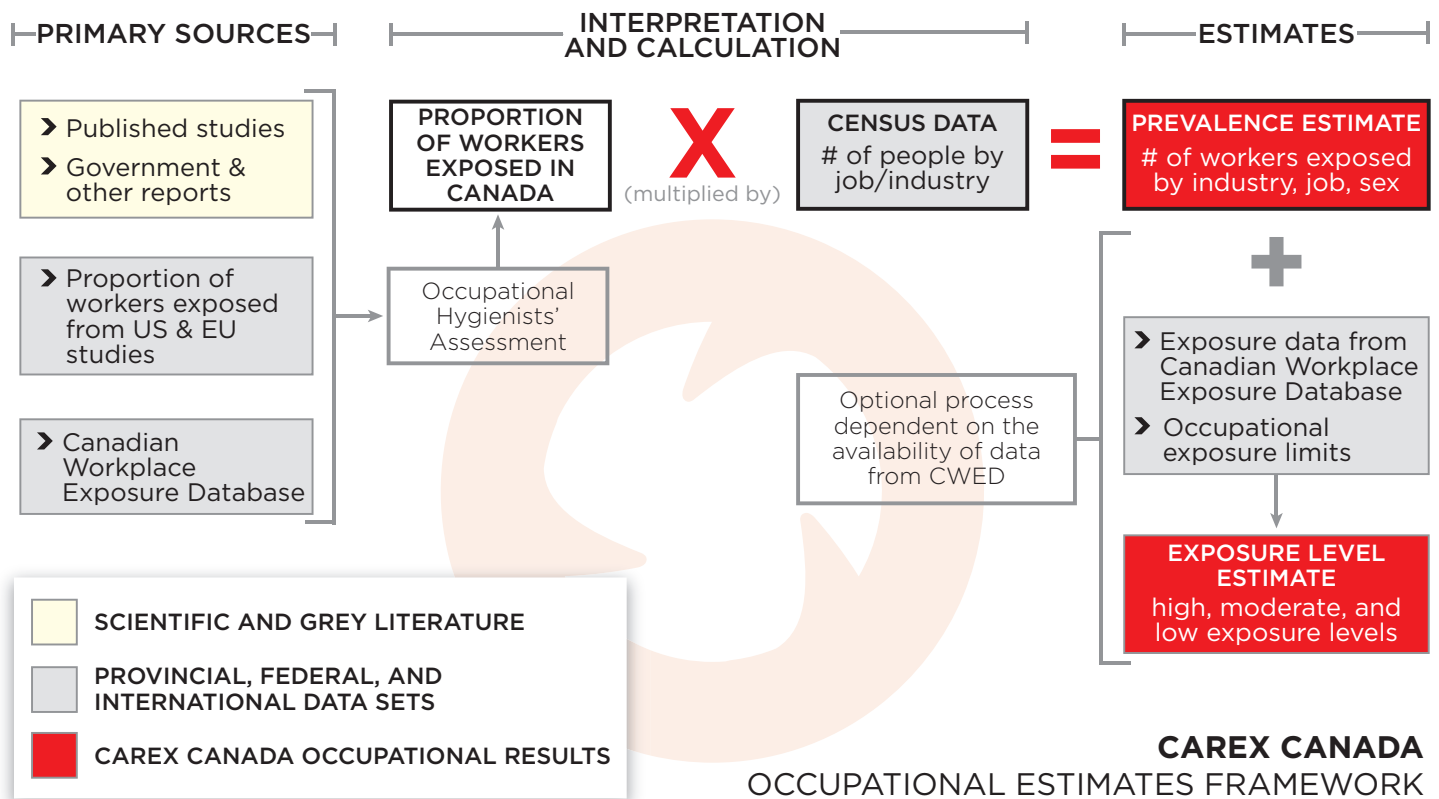 PRIMARY SOURCES
INTERPRETATION
AND CALCULATION
ESTIMATES
❯ Published studies
❯ Government &
other reports
❯ Proportion of
workers exposed
from US & EU
studies
❯ Canadian
Workplace
Exposure Database
PROPORTION
OF WORKERS
EXPOSED IN
CANADA
Occupational
Hygienists'
Assessment
X
(multiplied by)
CENSUS DATA
# of people by
job/industry
=
PREVALENCE ESTIMATE
# of workers exposed
by industry, job, sex
+
❯ Exposure data from
Canadian Workplace
Exposure Database
❯ Occupational
exposure limits
Optional process
dependent on the
availability of data
from CWED
EXPOSURE LEVEL
ESTIMATE
high, moderate, and
low exposure levels
SCIENTIFIC AND GREY LITERATURE
PROVINCIAL, FEDERAL, AND
INTERNATIONAL DATA SETS
CAREX CANADA OCCUPATIONAL RESULTS
CAREX CANADA
OCCUPATIONAL ESTIMATES FRAMEWORK